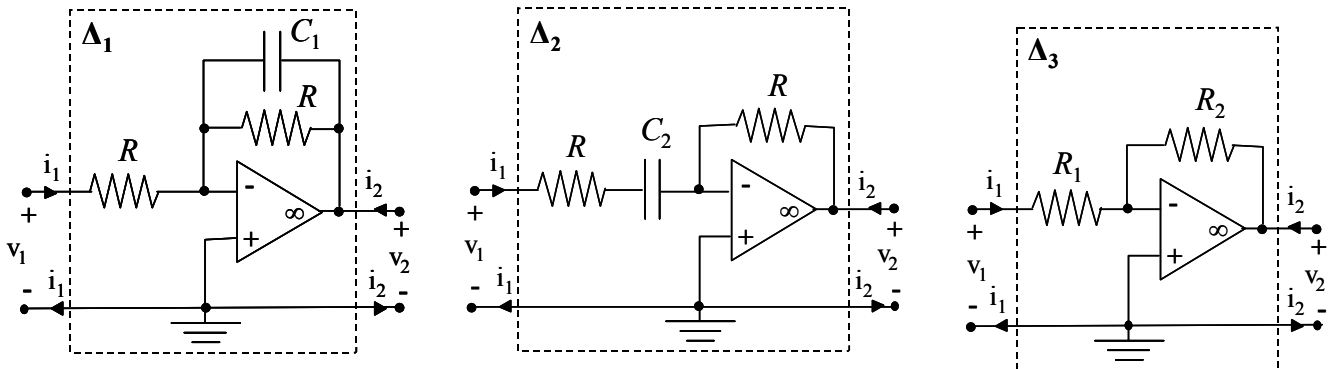 Δ₁
C₁
R
R
i₁
-
∞
i₂
+
+
+
v₁
v₂
-
i₁
i₂
-
Δ₂
R
C₂
R
i₁
-
∞
i₂
+
+
+
v₁
v₂
-
i₁
i₂
-
Δ₃
R₂
R₁
i₁
-
∞
i₂
+
+
+
v₁
v₂
-
i₁
i₂
-